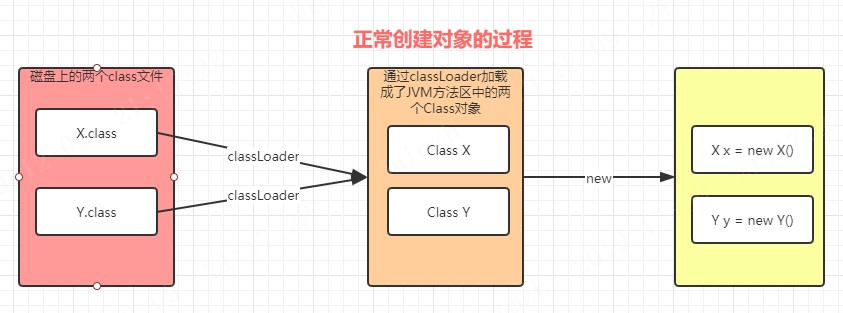 正常创建对象的过程
磁盘上的两个class文件
X.class
Y.class
classLoader
classLoader
通过classLoader加载
成了JVM方法区中的两
个Class对象
Class X
Class Y
new
X x = new X()
Y y = new Y()